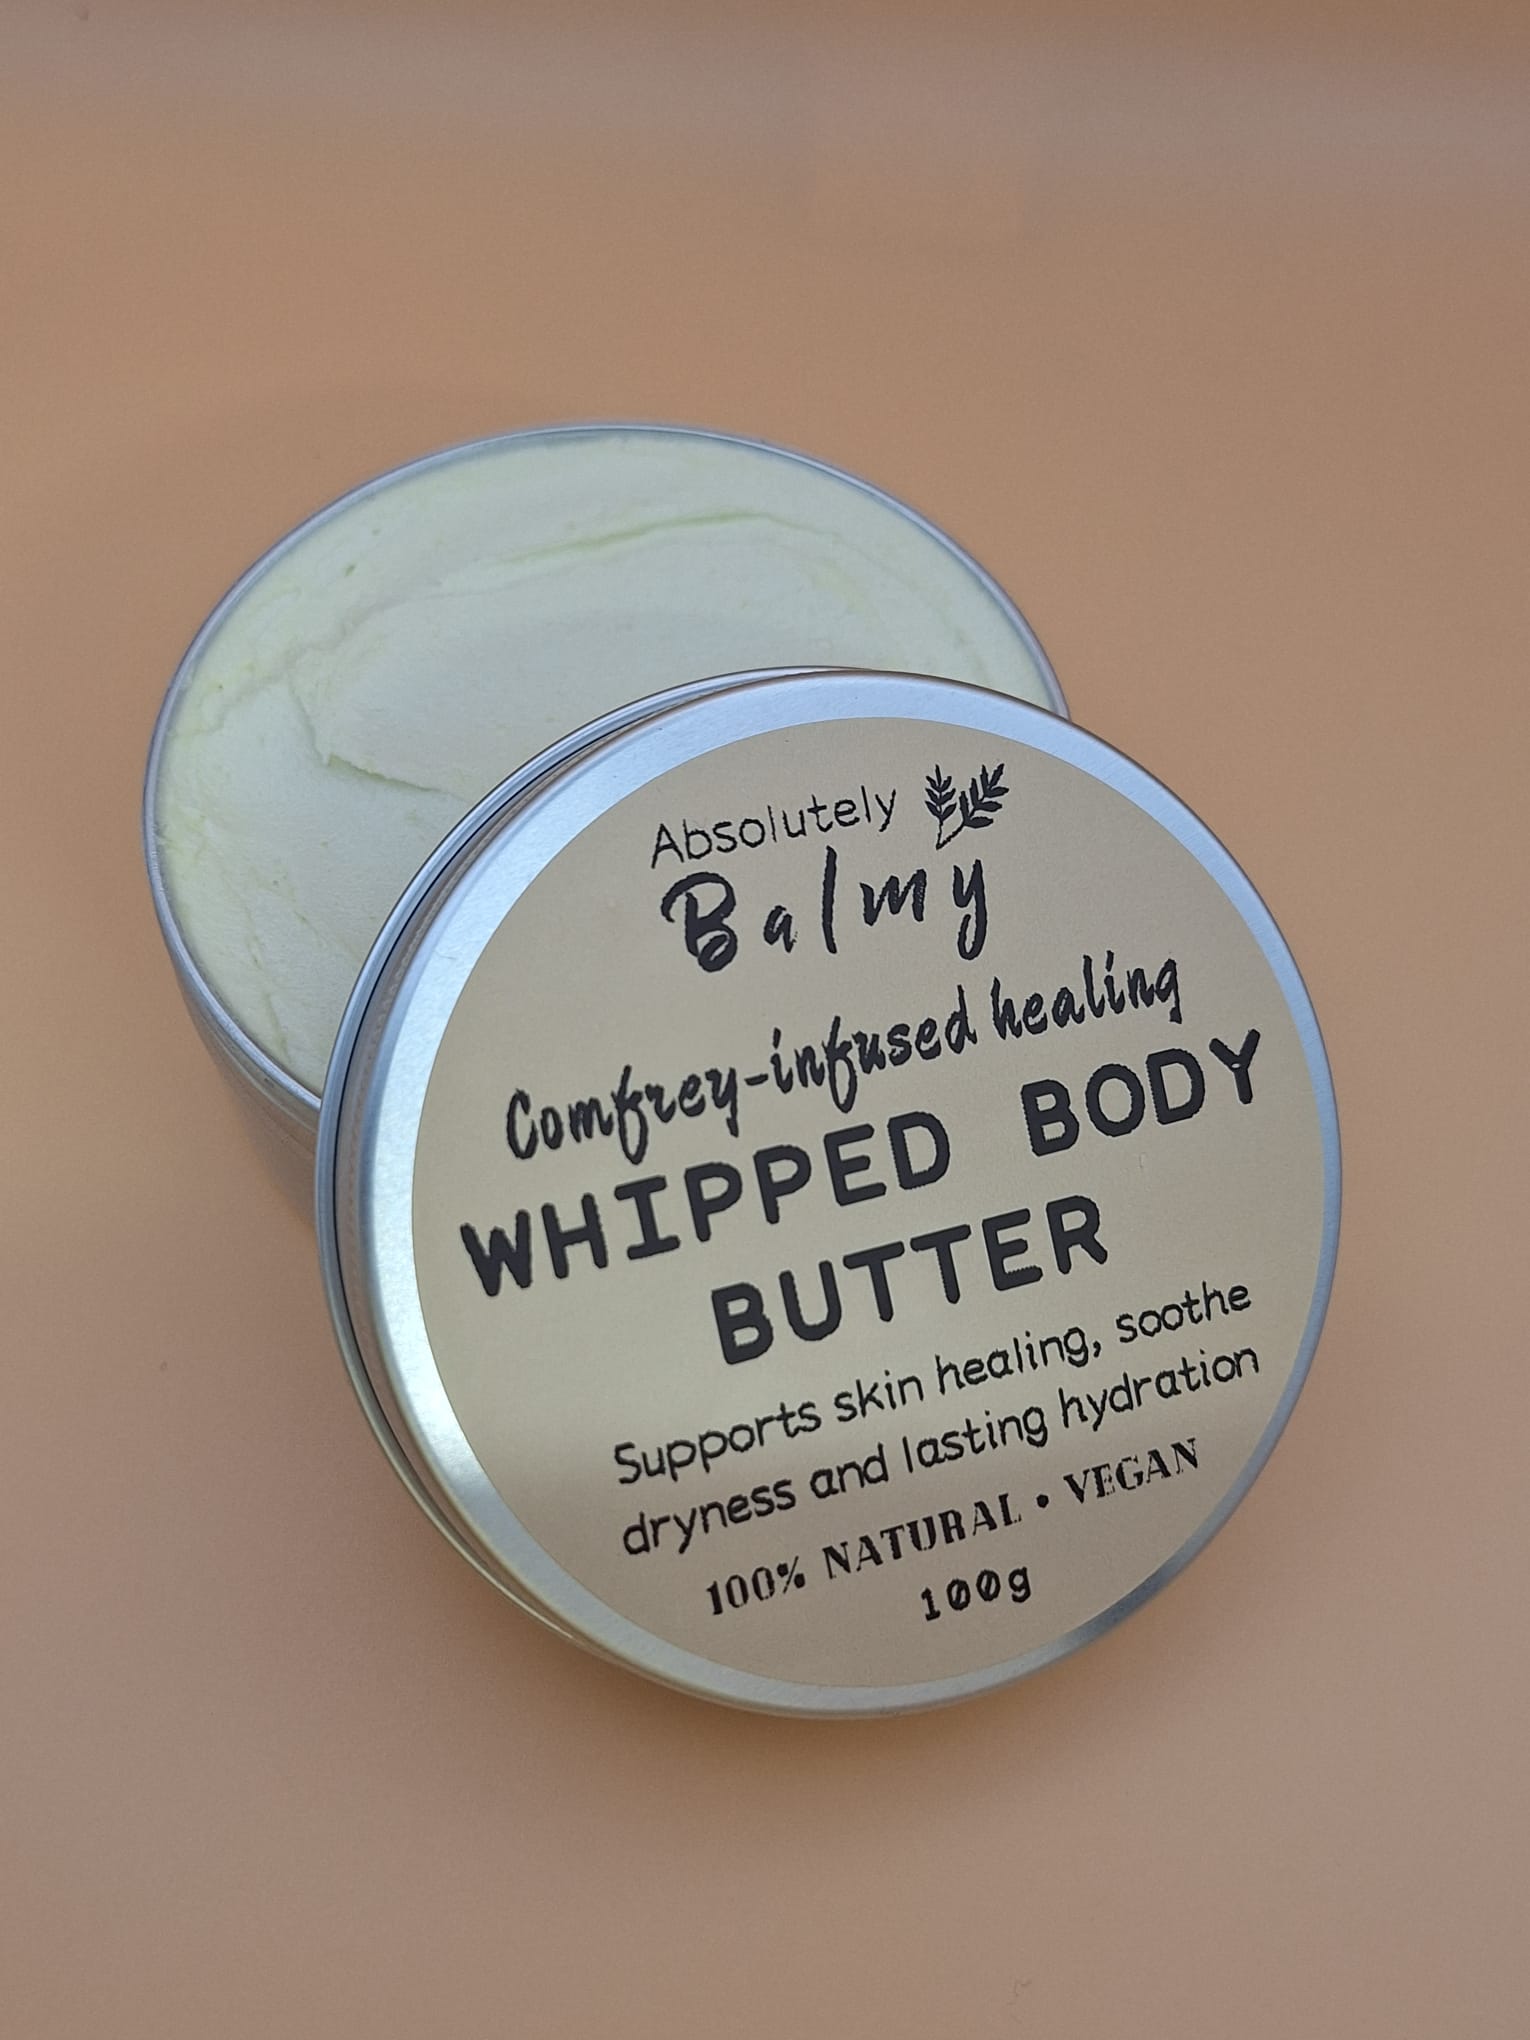 Absolutely
Balmy
Comfrey-infused healing
WHIPPED BODY
BUTTER
Supports skin healing, soothe
dryness and lasting hydration
100% NATURAL • VEGAN
100g